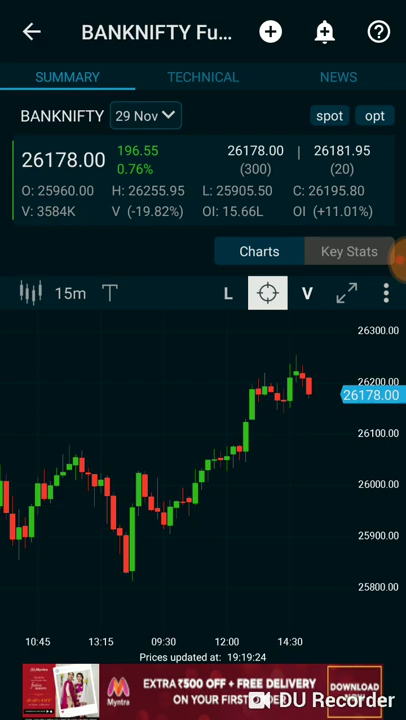 BANKNIFTY Fu...
SUMMARY TECHNICAL NEWS
BANKNIFTY 29 Nov spot opt
26178.00 196.55 0.76% 26178.00 (300) | 26181.95 (20)
O: 25960.00 H: 26255.95 L: 25905.50 C: 26195.80
V: 3584K V (-19.82%) OI: 15.66L OI (+11.01%)
Charts Key Stats
15m T L V
26300.00
26200.00
26178.00
26100.00
26000.00
25900.00
25800.00
10:45 13:15 09:30 12:00 14:30
Prices updated at: 19:19:24
Myntra
EXTRA ₹500 OFF + FREE DELIVERY
ON YOUR FIRST
DOWNLOAD
NOW
DU Recorder